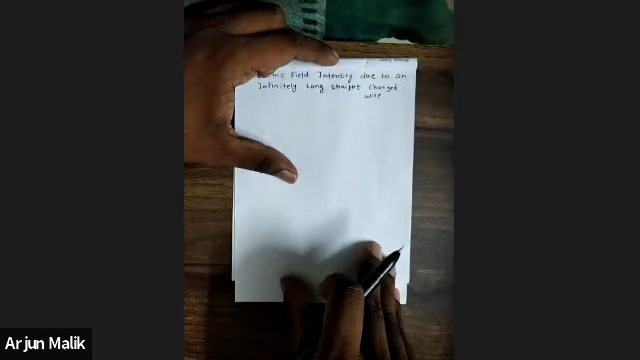 Field Intensity due to an
Infinitely Long straight charged
wire
Arjun Malik